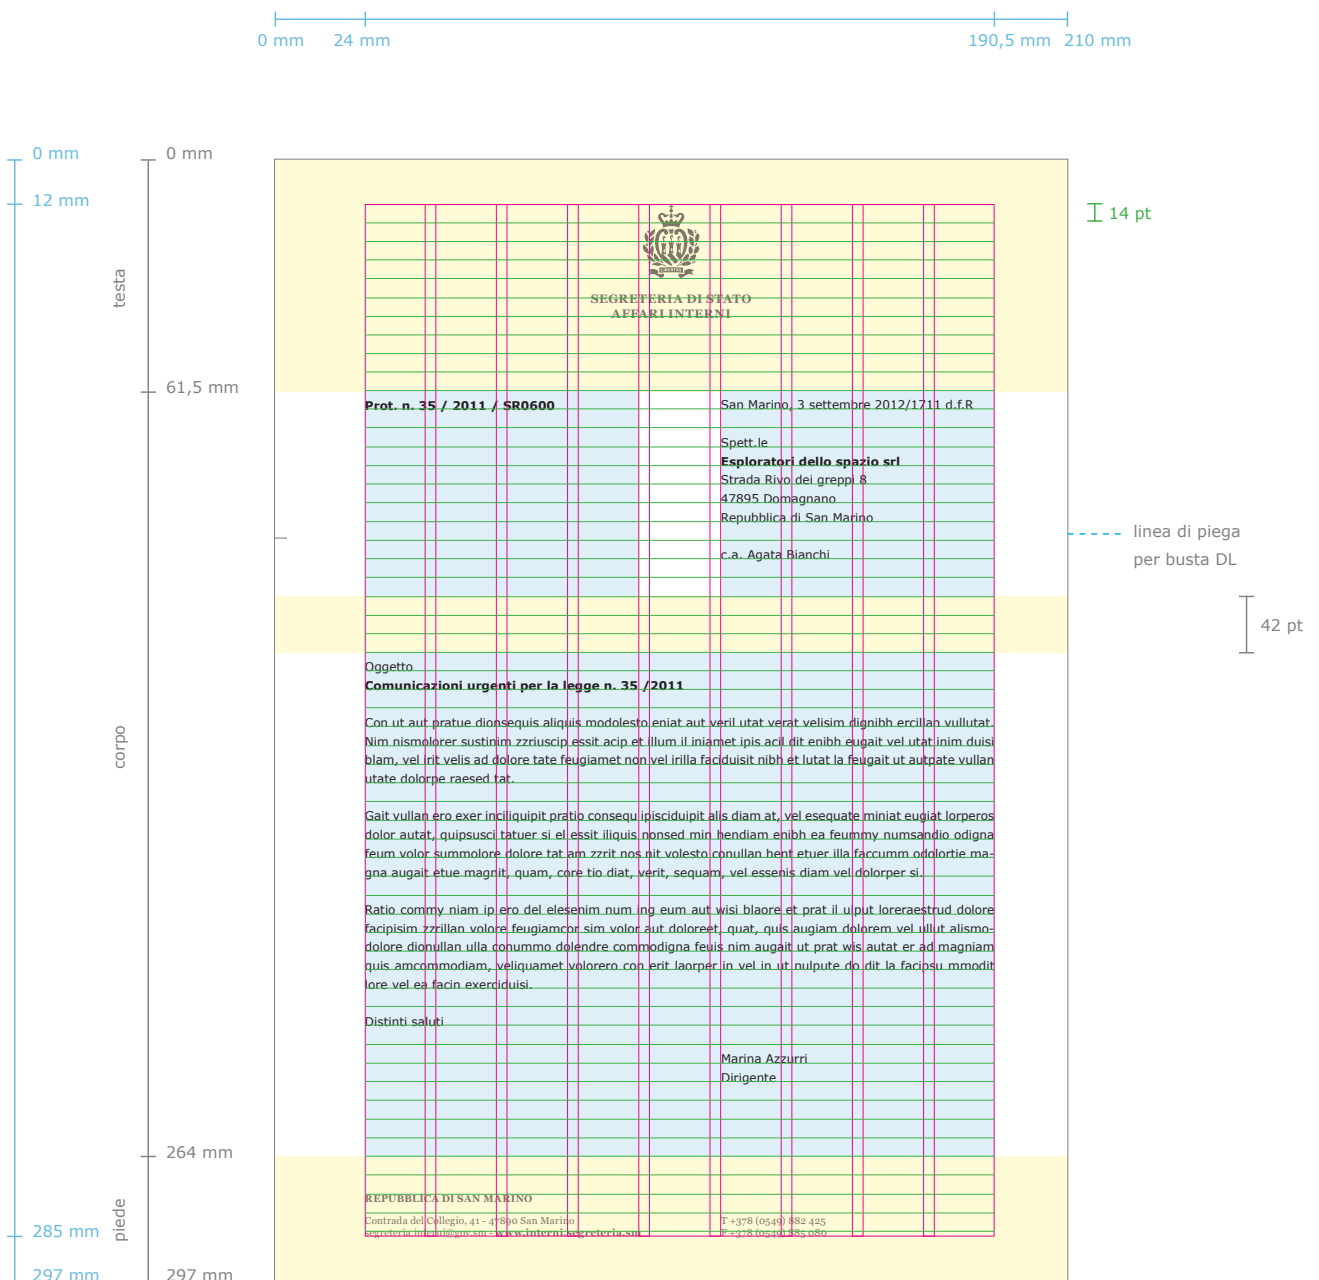 0 mm 24 mm 190,5 mm 210 mm
0 mm 0 mm
12 mm
14 pt
testa
SEGRETERIA DI STATO
AFFARI INTERNI
61,5 mm
Prot. n. 35 / 2011 / SR0600
San Marino, 3 settembre 2012/1711 d.f.R
Spett.le
Esploratori dello spazio srl
Strada Rivo dei greppi 8
47895 Domagnano
Repubblica di San Marino
c.a. Agata Bianchi
linea di piega
per busta DL
42 pt
Oggetto
Comunicazioni urgenti per la legge n. 35 /2011
corpo
Con ut aut pratue dionsequis aliquis modolesto eniat aut veril utat verat velisim dignibh ercillan vullutat.
Nim nismolorer sustinim zzriuscip essit acip et illum il iniamet ipis acil dit enibh eugait vel utat inim duisi
blam, vel irit velis ad dolore tate feugiamet non vel irilla faciduisit nibh et lutat la feugait ut autpate vullan
utate dolorpe raesed tat.
Gait vullan ero exer inciliquipit pratio consequ ipisciduipit alis diam at, vel esequate miniat eugiat lorperos
dolor autat, quipsusci tatuer si el essit iliquis nonsed min hendiam enibh ea feummy numsandio odigna
feum volor summolore dolore tat am zzrit nos nit volesto conullan hent etuer illa faccumm odolortie ma-
gna augait etue magnit, quam, core tio diat, verit, sequam, vel essenis diam vel dolorper si.
Ratio commy niam ip ero del elesenim num ing eum aut wisi blaore et prat il ulput loreraestrud dolore
facipisim zzrillan volore feugiamcor sim volor aut doloreet, quat, quis augiam dolorem vel ullut alismo-
dolore dionullan ulla conummo dolendre commodigna feuis nim augait ut prat wis autat er ad magniam
quis amcommodiam, veliquamet volorero con erit laorper in vel in ut nulpute do dit la facipsu mmodit
lore vel ea facin exerciduisi.
Distinti saluti
Marina Azzurri
Dirigente
264 mm
piede
REPUBBLICA DI SAN MARINO
Contrada del Collegio, 41 - 47890 San Marino
segreteria.interni@gov.sm - www.interni.segreteria.sm
T +378 (0549) 882 425
F +378 (0549) 885 080
285 mm
297 mm 297 mm
LIBERTAS